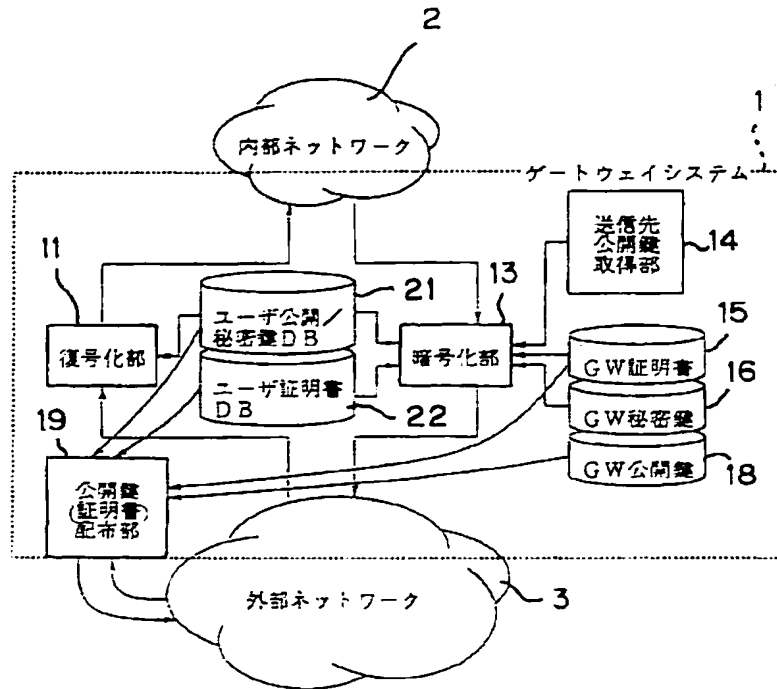 2
内部ネットワーク
1
ゲートウェイシステム
送信先
公開鍵
取得部
14
11
復号化部
21
ユーザ公開/
秘密鍵DB
ユーザ証明書
DB
22
13
暗号化部
15
GW証明書
16
GW秘密鍵
GW公開鍵
18
19
公開鍵
(証明書)
配布部
外部ネットワーク
3